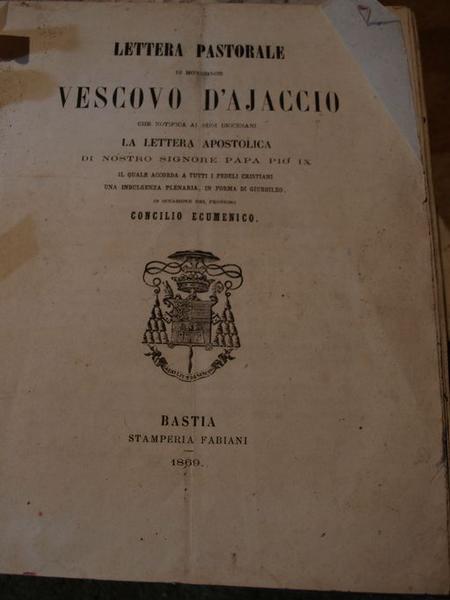 LETTERA PASTORALE
DI MONSIGNOR
VESCOVO D'AJACCIO
CHE NOTIFICA AI SUOI DIOCESANI
LA LETTERA APOSTOLICA
DI NOSTRO SIGNORE PAPA PIO IX
IL QUALE ACCORDA A TUTTI I FEDELI CRISTIANI
UNA INDULGENZA PLENARIA, IN FORMA DI GIUBBILEO,
IN OCCASIONE DEL PROSSIMO
CONCILIO ECUMENICO.
BASTIA
STAMPERIA FABIANI
1869.